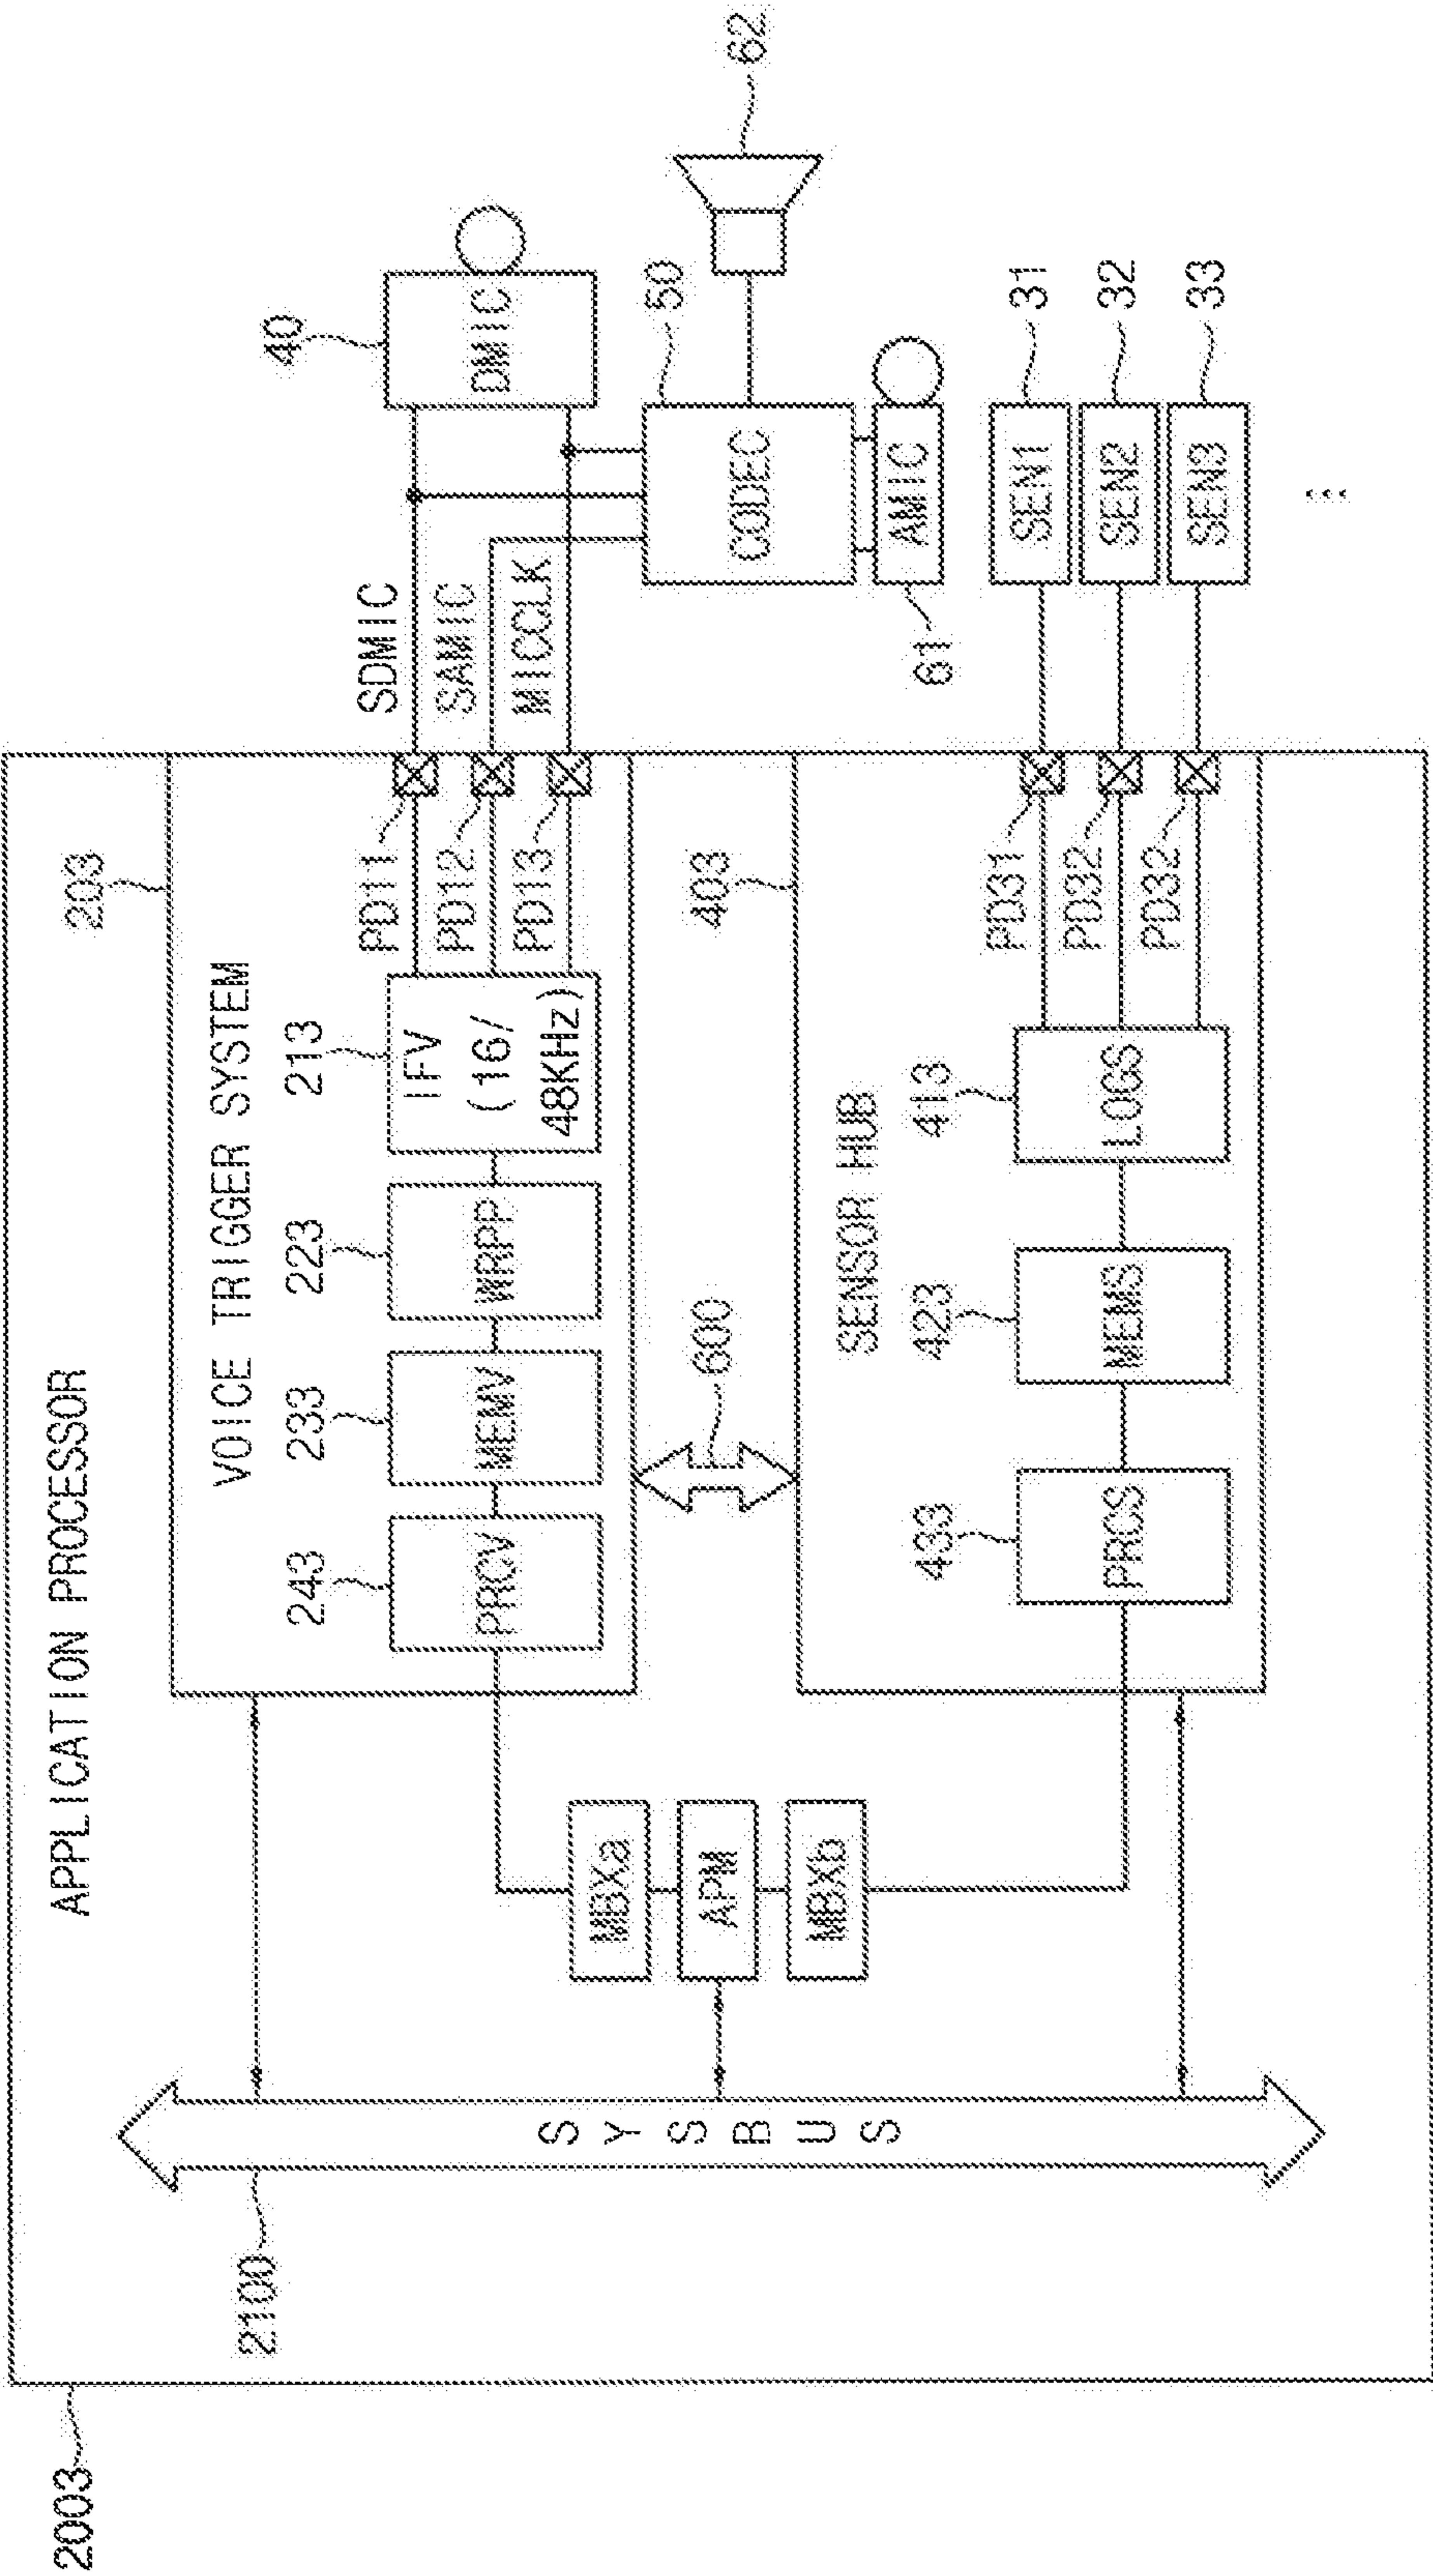 2003
APPLICATION PROCESSOR
203
VOICE TRIGGER SYSTEM
243
233
223
213
40
PRCV
MEMV
WRPP
IFV
(16/
48KHz)
PD11
PD12
PD13
SDMIC
SAMIC
MICCLK
DMIC
2100
SYSBUS
MBXa
APM
MBXb
600
403
50
CODEC
62
61
AMIC
SENSOR HUB
433
423
413
PRCS
MEMS
LOGS
PD31
PD32
PD32
SEN1
31
SEN2
32
SEN3
33
...